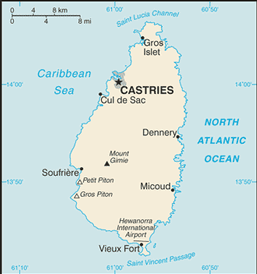 61°00'
60°50'
0 4 8 km
0 4 8 mi
Saint Lucia Channel
Gros
Islet
Caribbean
Sea
14°00'
14°00'
CASTRIES
Cul de Sac
Dennery
NORTH
ATLANTIC
OCEAN
Mount
Gimie
Soufrière
Petit Piton
13°50'
13°50'
Gros Piton
Micoud
Hewanorra
International
Airport
Vieux Fort
Saint Vincent Passage
61°00'
60°50'